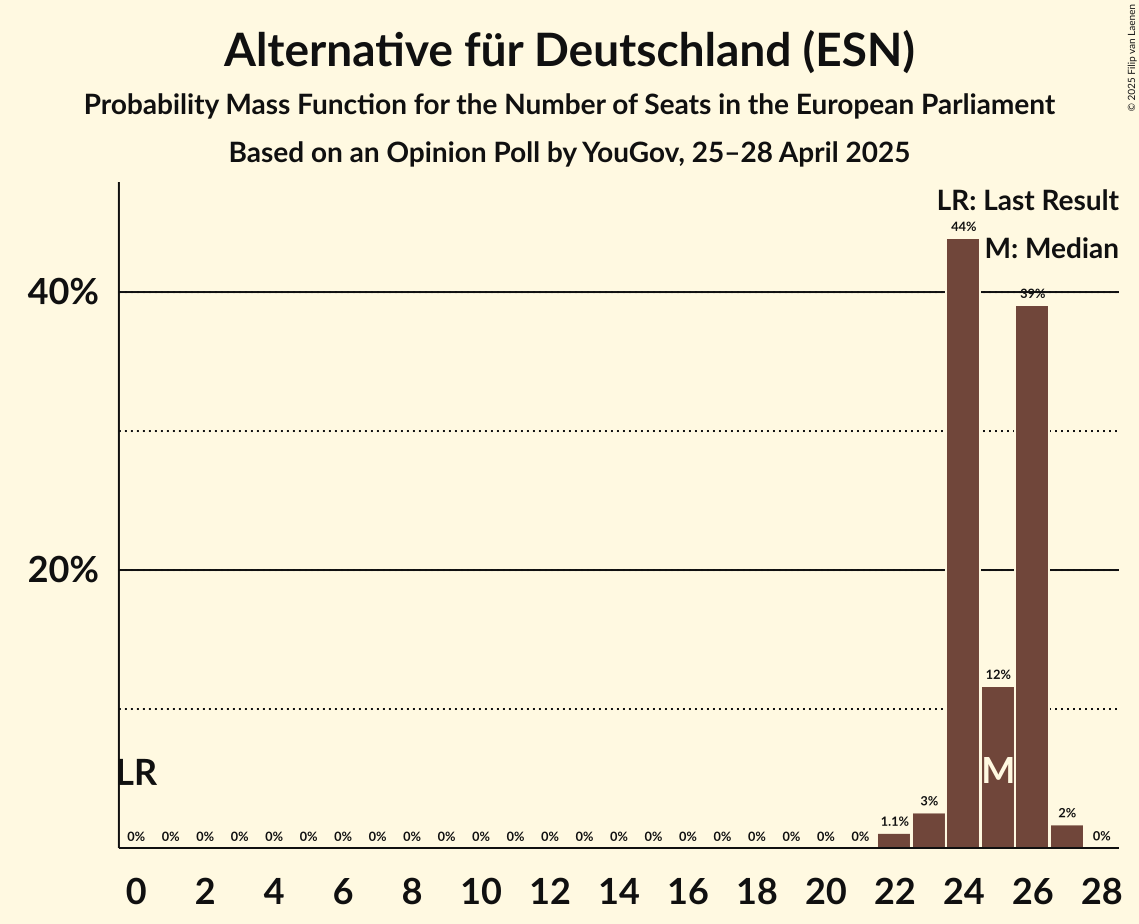 © 2025 Filip van Laenen
Alternative für Deutschland (ESN)
Probability Mass Function for the Number of Seats in the European Parliament
Based on an Opinion Poll by YouGov, 25–28 April 2025
LR: Last Result
M: Median
44%
40%
39%
20%
12%
LR
M
0% 0% 0% 0% 0% 0% 0% 0% 0% 0% 0% 0% 0% 0% 0% 0% 0% 0% 0% 0% 0% 0% 1.1% 3% 2% 0%
0 2 4 6 8 10 12 14 16 18 20 22 24 26 28